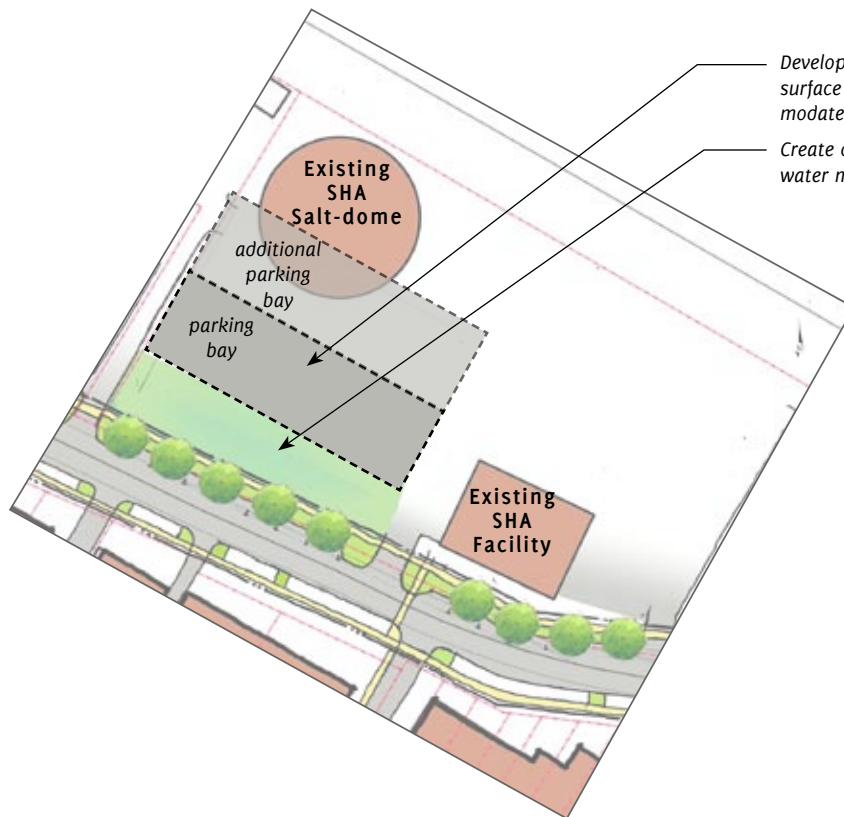 Develop
surface
modate
Create
water
Existing
SHA
Salt-dome
additional
parking
bay
parking
bay
Existing
SHA
Facility